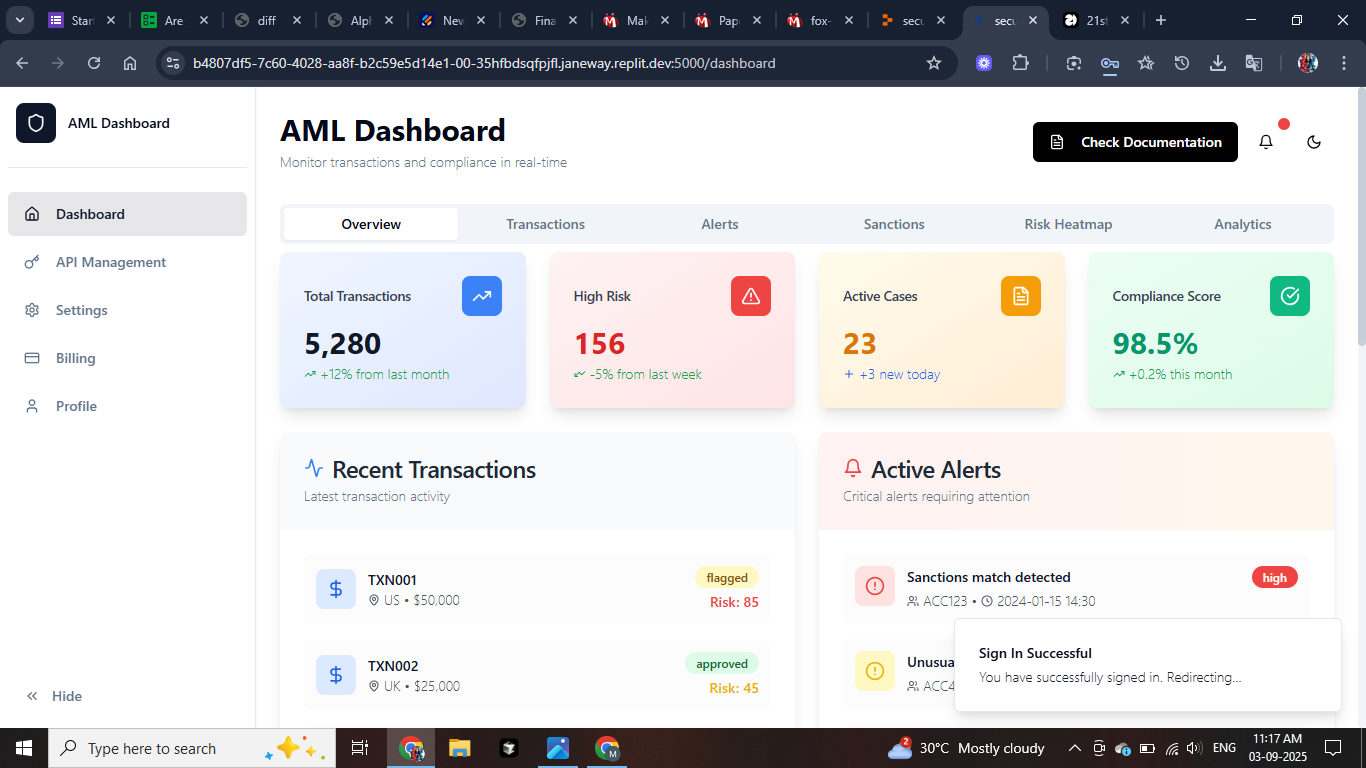 Start
Are
diff
Alph
New
Fina
Mak
Pap
fox-
secu
secu
21st
b4807df5-7c60-4028-aa8f-b2c59e5d14e1-00-35hfbdsqfpjfl.janeway.replit.dev:5000/dashboard
AML Dashboard
Dashboard
API Management
Settings
Billing
Profile
Hide
AML Dashboard
Monitor transactions and compliance in real-time
Check Documentation
Overview Transactions Alerts Sanctions Risk Heatmap Analytics
Total Transactions
5,280
+12% from last month
High Risk
156
-5% from last week
Active Cases
23
+3 new today
Compliance Score
98.5%
+0.2% this month
Recent Transactions
Latest transaction activity
TXN001
US • $50,000
flagged
Risk: 85
TXN002
UK • $25,000
approved
Risk: 45
Active Alerts
Critical alerts requiring attention
Sanctions match detected
ACC123 • 2024-01-15 14:30
high
Unusua
ACC4
Sign In Successful
You have successfully signed in. Redirecting...
Type here to search
2
30°C Mostly cloudy
ENG
11:17 AM
03-09-2025